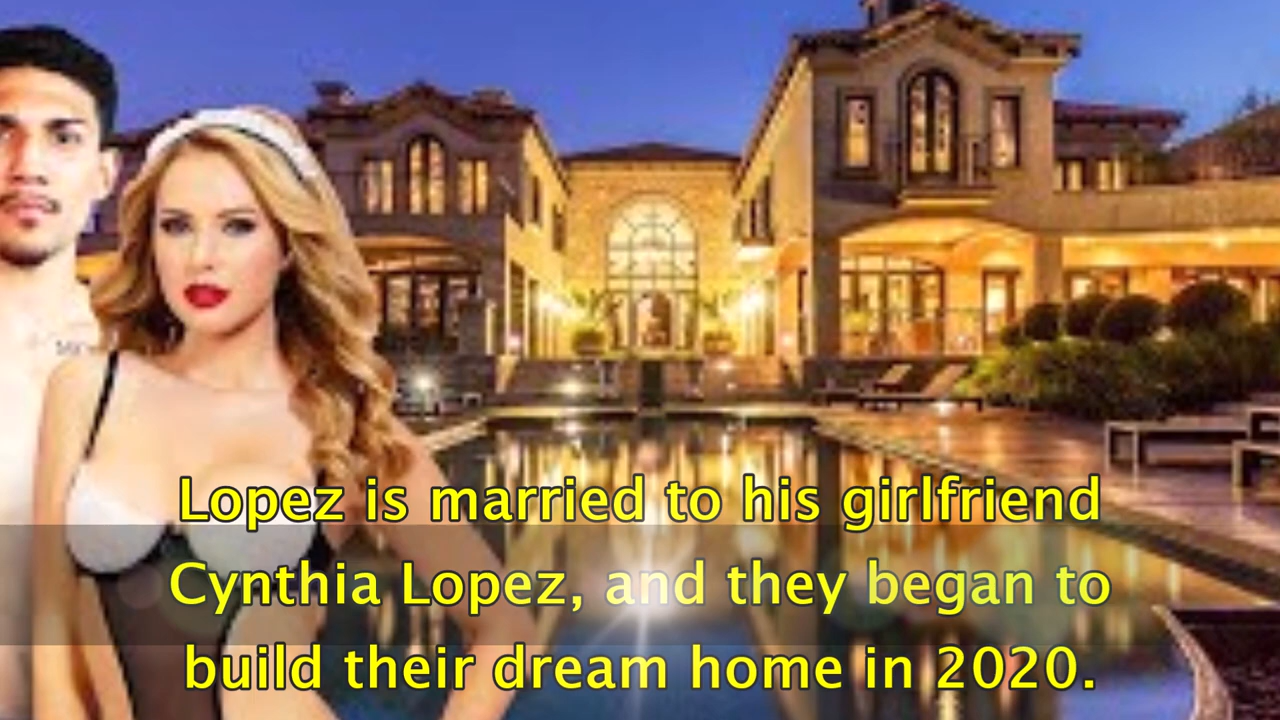 Lopez is married to his girlfriend
Cynthia Lopez, and they began to
build their dream home in 2020.